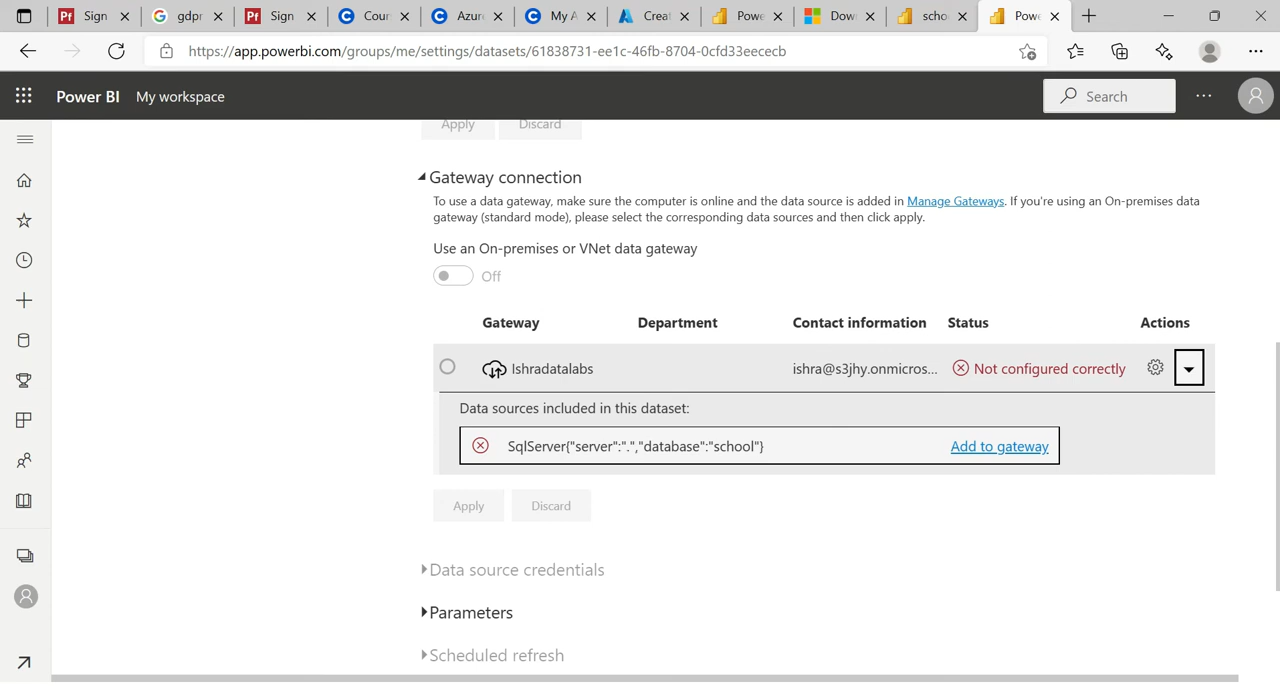 Sign
gdpr
Sign
Cour
Azur
My A
Creat
Powe
Dow
scho
Powe
https://app.powerbi.com/groups/me/settings/datasets/61838731-ee1c-46fb-8704-0cfd33eececb
Power BI My workspace
Search
Apply Discard
Gateway connection
To use a data gateway, make sure the computer is online and the data source is added in Manage Gateways. If you're using an On-premises data
gateway (standard mode), please select the corresponding data sources and then click apply.
Use an On-premises or VNet data gateway
Off
Gateway Department Contact information Status Actions
Ishradatalabs ishra@s3jhy.onmicros... Not configured correctly
Data sources included in this dataset:
SqlServer{"server":".","database":"school"} Add to gateway
Apply Discard
Data source credentials
Parameters
Scheduled refresh